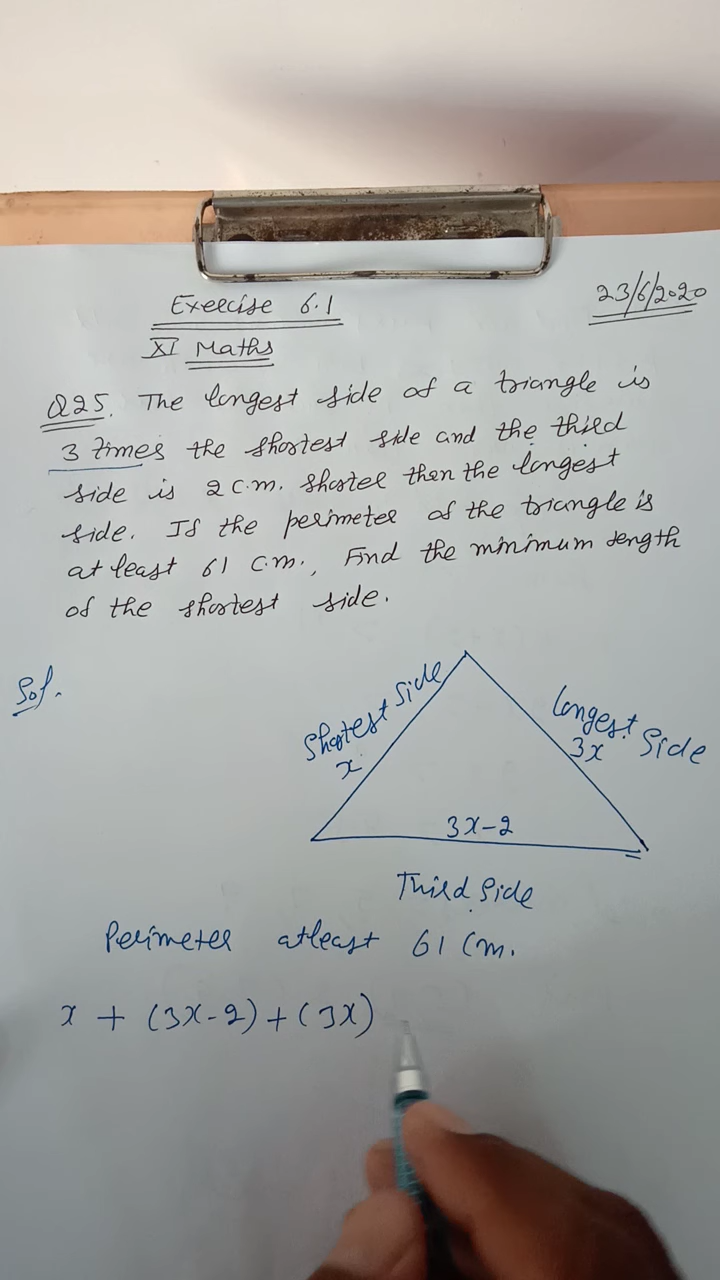 Exercise 6.1
23/6/2020
XI Maths
Q25. The longest side of a triangle is
3 times the shortest side and the third
side is 2 c.m. shorter then the longest
side. If the perimeter of the triangle is
at least 61 c.m., Find the minimum length
of the shortest side.
Sol.
Shortest Side
x
Longest Side
3x
3x-2
Third Side
Perimeter atleast 61 Cm.
x + (3x-2) + (3x)